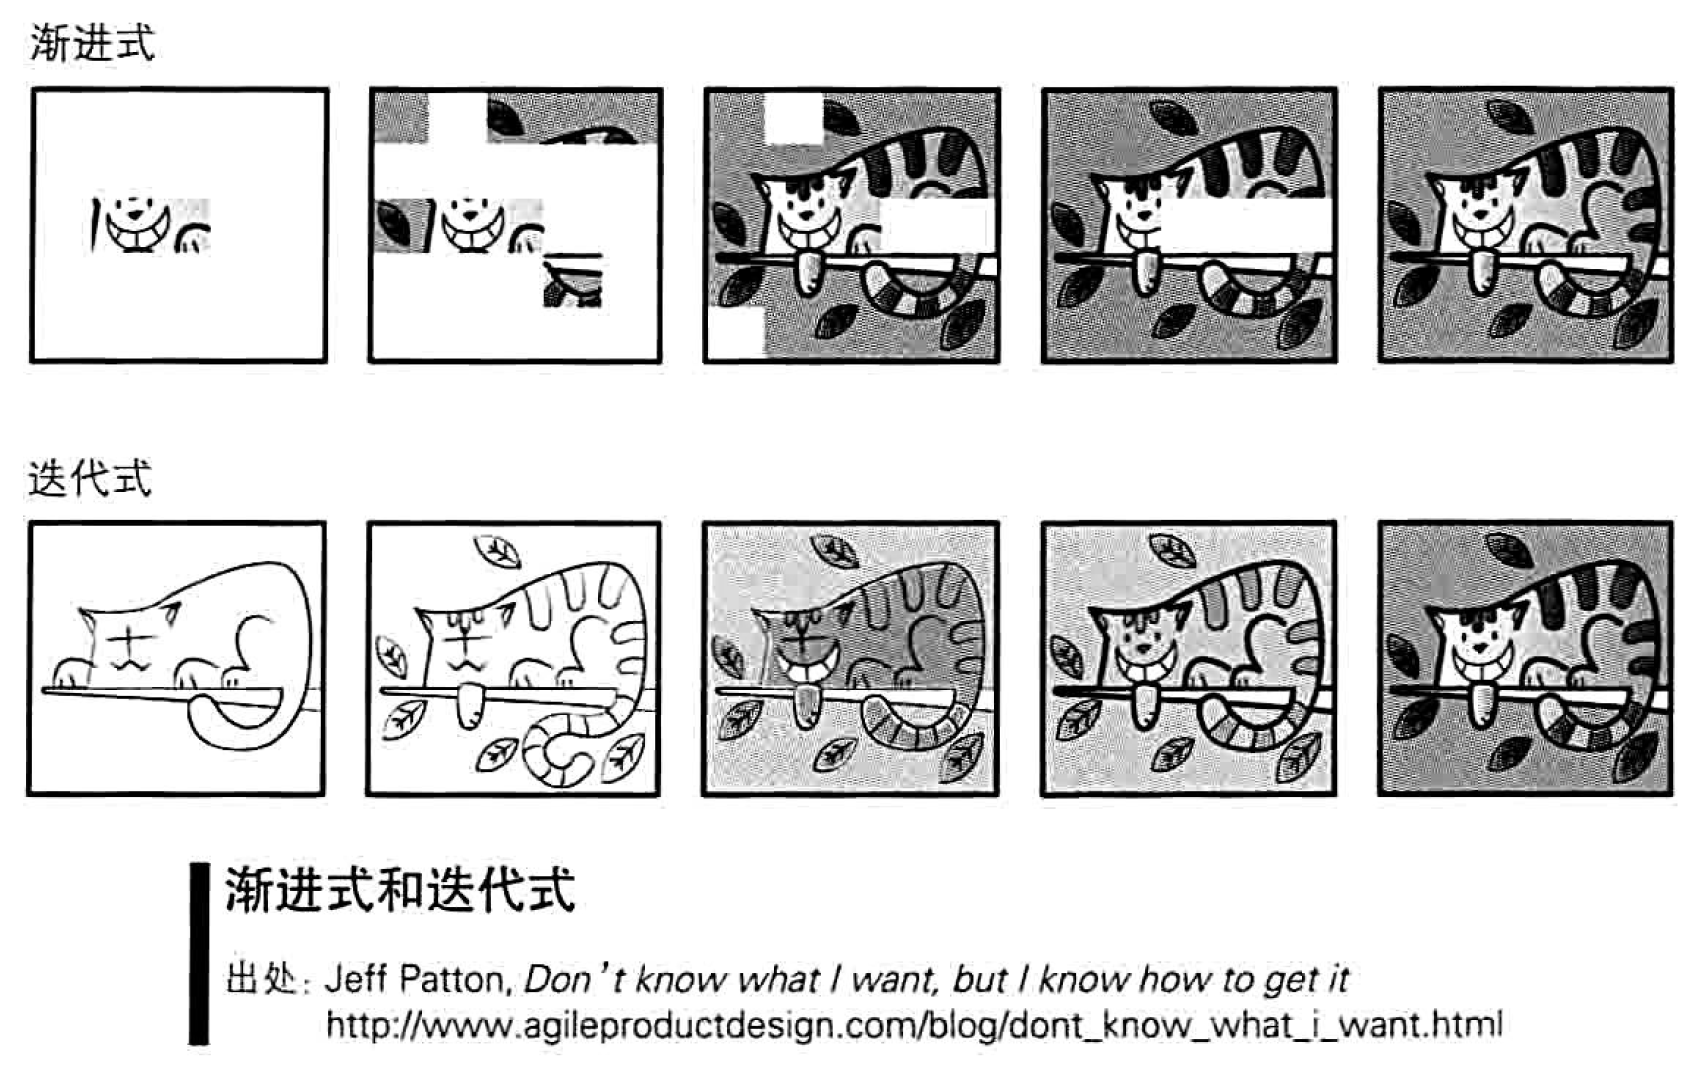 渐进式
迭代式
渐进式和迭代式
出处：Jeff Patton, Don't know what I want, but I know how to get it
http://www.agileproductdesign.com/blog/dont_know_what_i_want.html